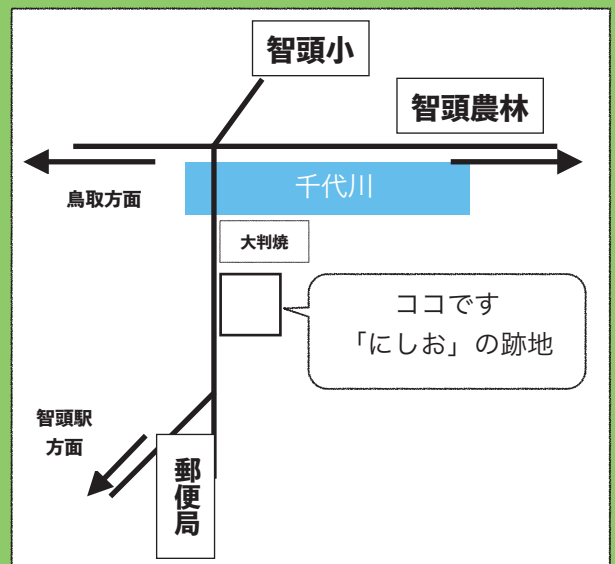 智頭小
智頭農林
鳥取方面
千代川
大判焼
ココです
「にしお」の跡地
智頭駅
方面
郵便局